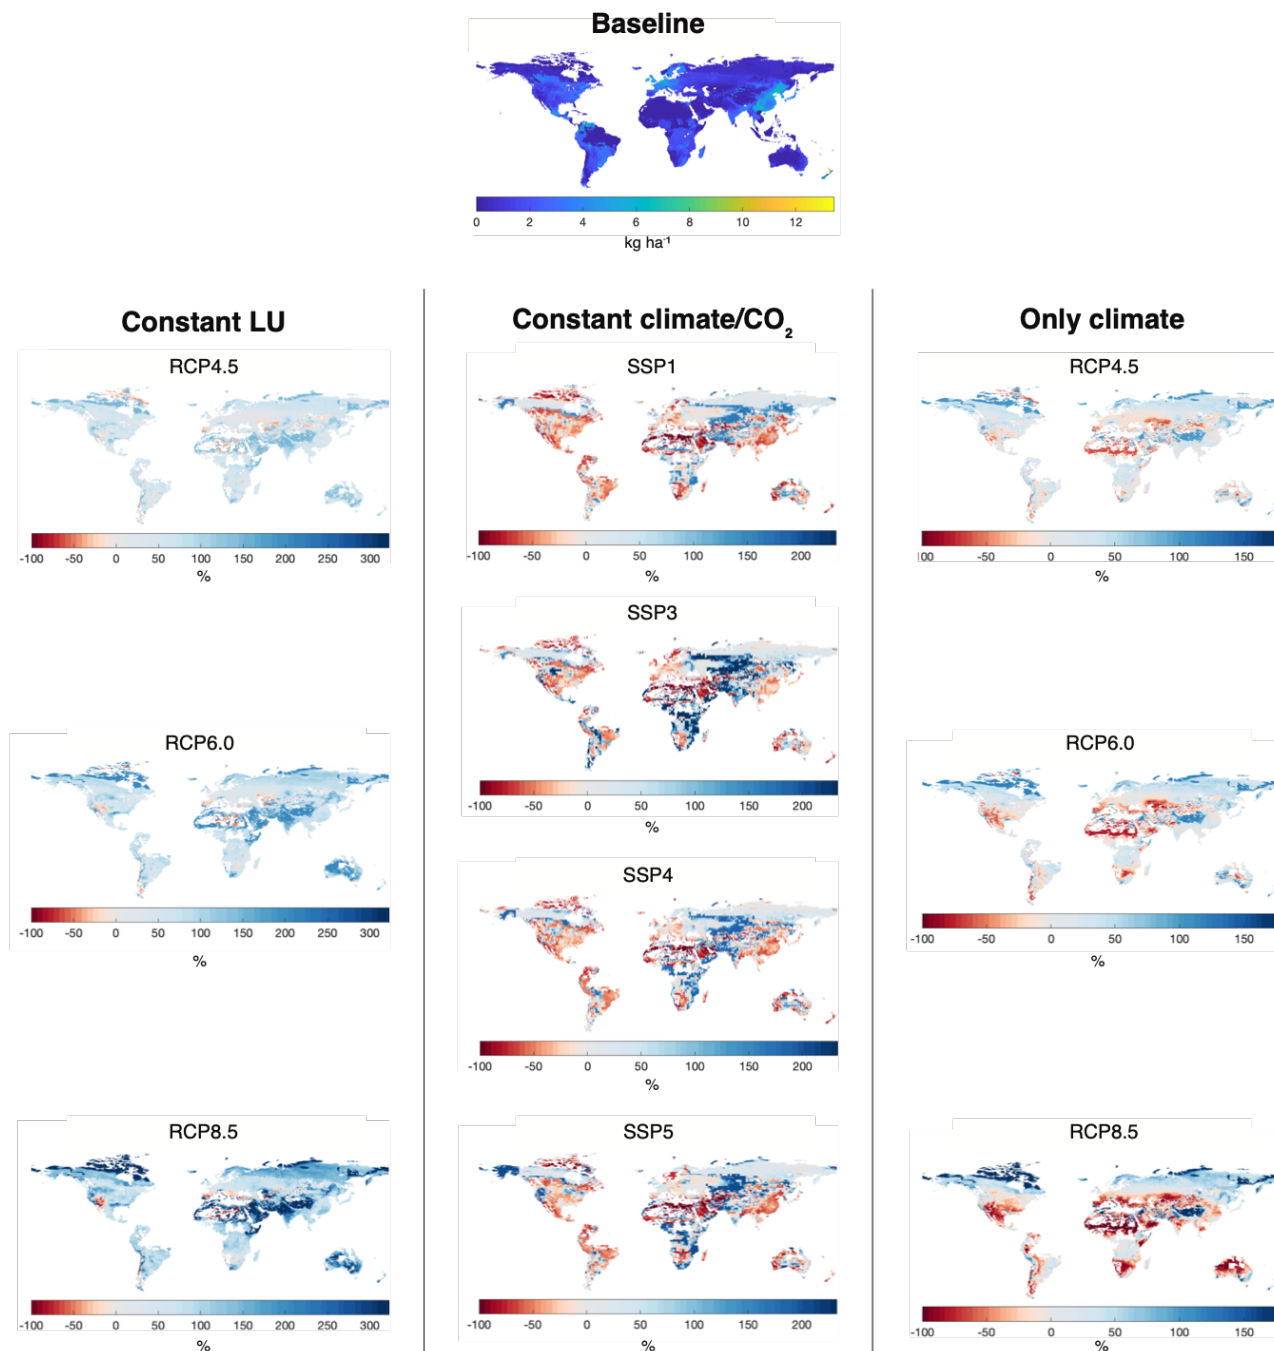 Baseline
0 2 4 6 8 10 12
kg ha⁻¹
Constant LU
RCP4.5
-100 -50 0 50 100 150 200 250 300
%
RCP6.0
-100 -50 0 50 100 150 200 250 300
%
RCP8.5
-100 -50 0 50 100 150 200 250 300
%
Constant climate/CO₂
SSP1
-100 -50 0 50 100 150 200
%
SSP3
-100 -50 0 50 100 150 200
%
SSP4
-100 -50 0 50 100 150 200
%
SSP5
-100 -50 0 50 100 150 200
%
Only climate
RCP4.5
00 -50 0 50 100 150
%
RCP6.0
-100 -50 0 50 100 150
%
RCP8.5
-100 -50 0 50 100 150
%